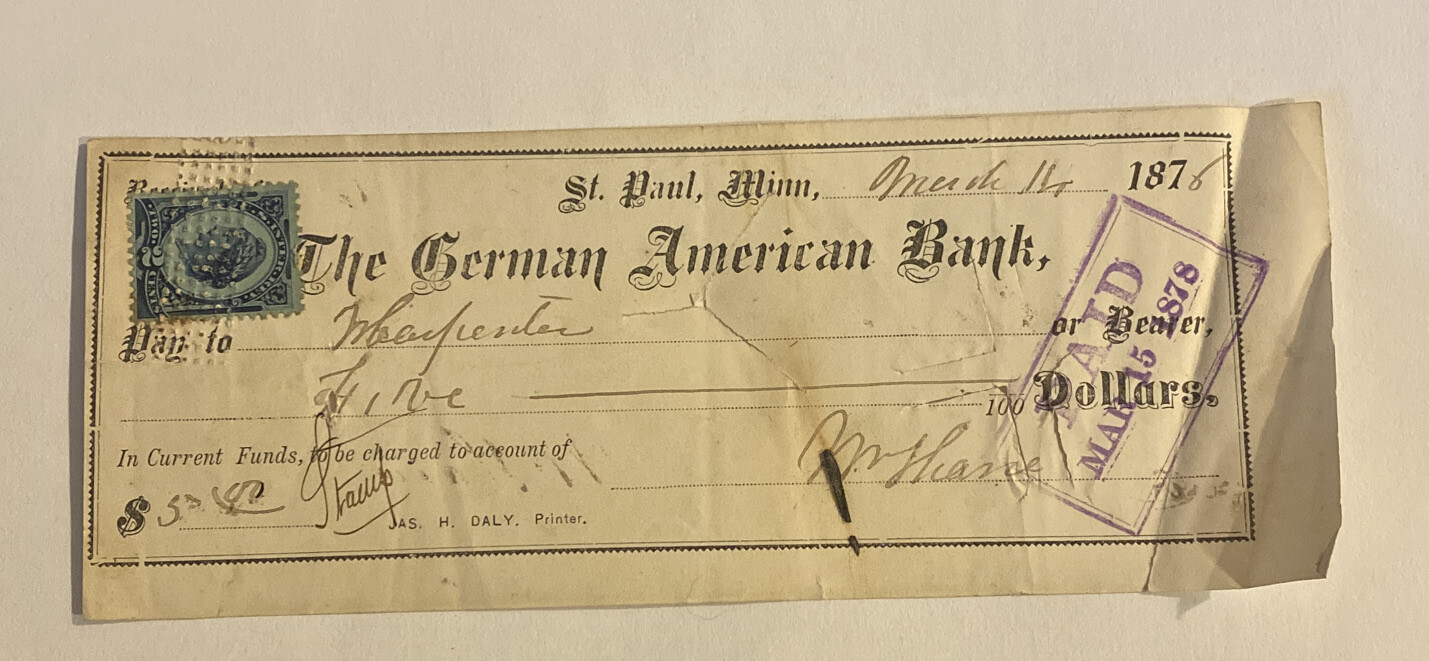 St. Paul, Minn, March 14 1878
The German American Bank,
Pay to or Bearer,
Five 100 Dollars,
In Current Funds, to be charged to account of
$ 5
Stamp
JAS. H. DALY. Printer.
PAID
MAR 15 1878